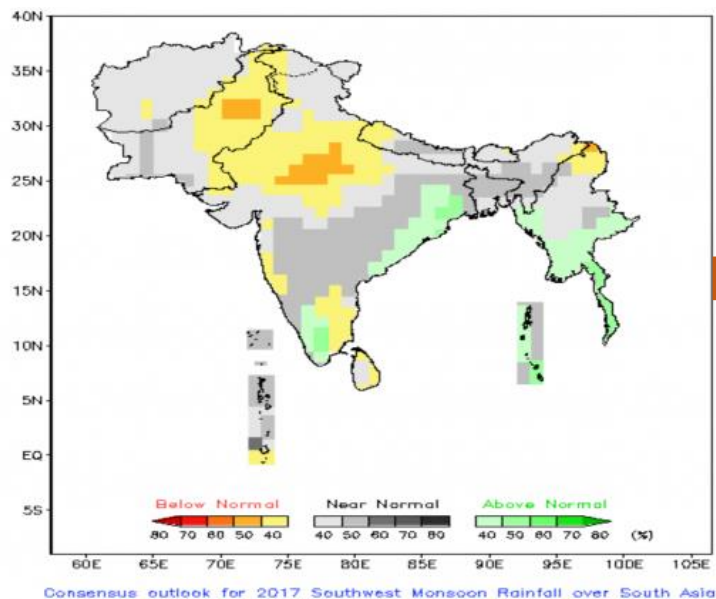 40N
35N
30N
25N
20N
15N
10N
5N
EQ
5S
Below Normal Near Normal Above Normal
80 70 60 50 40 40 50 60 70 80 40 50 60 70 80 (%)
60E 65E 70E 75E 80E 85E 90E 95E 100E 105E
Consensus outlook for 2017 Southwest Monsoon Rainfall over South Asia